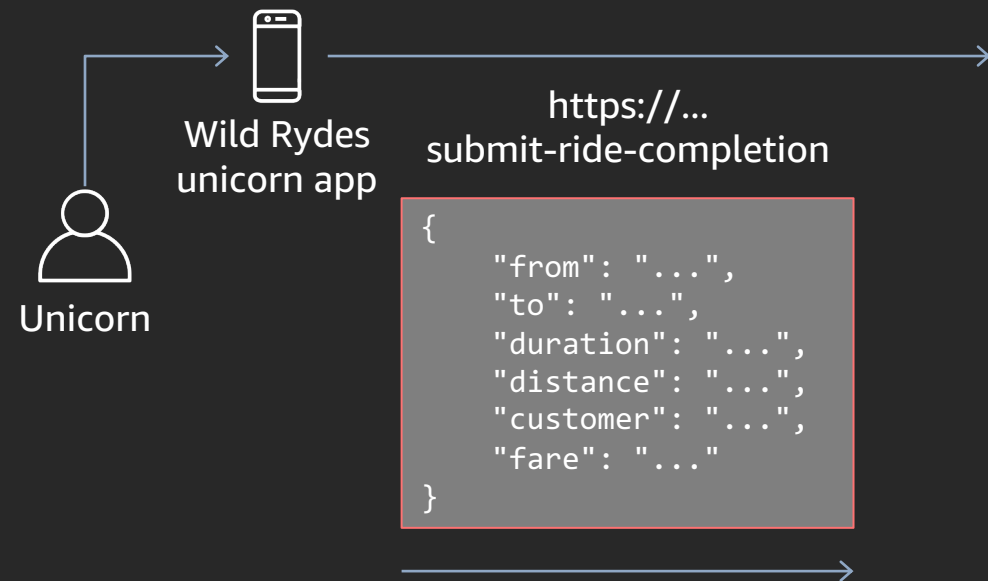 Wild Rydes
unicorn app
Unicorn
https://...
submit-ride-completion
{
"from": "...",
"to": "...",
"duration": "...",
"distance": "...",
"customer": "...",
"fare": "..."
}